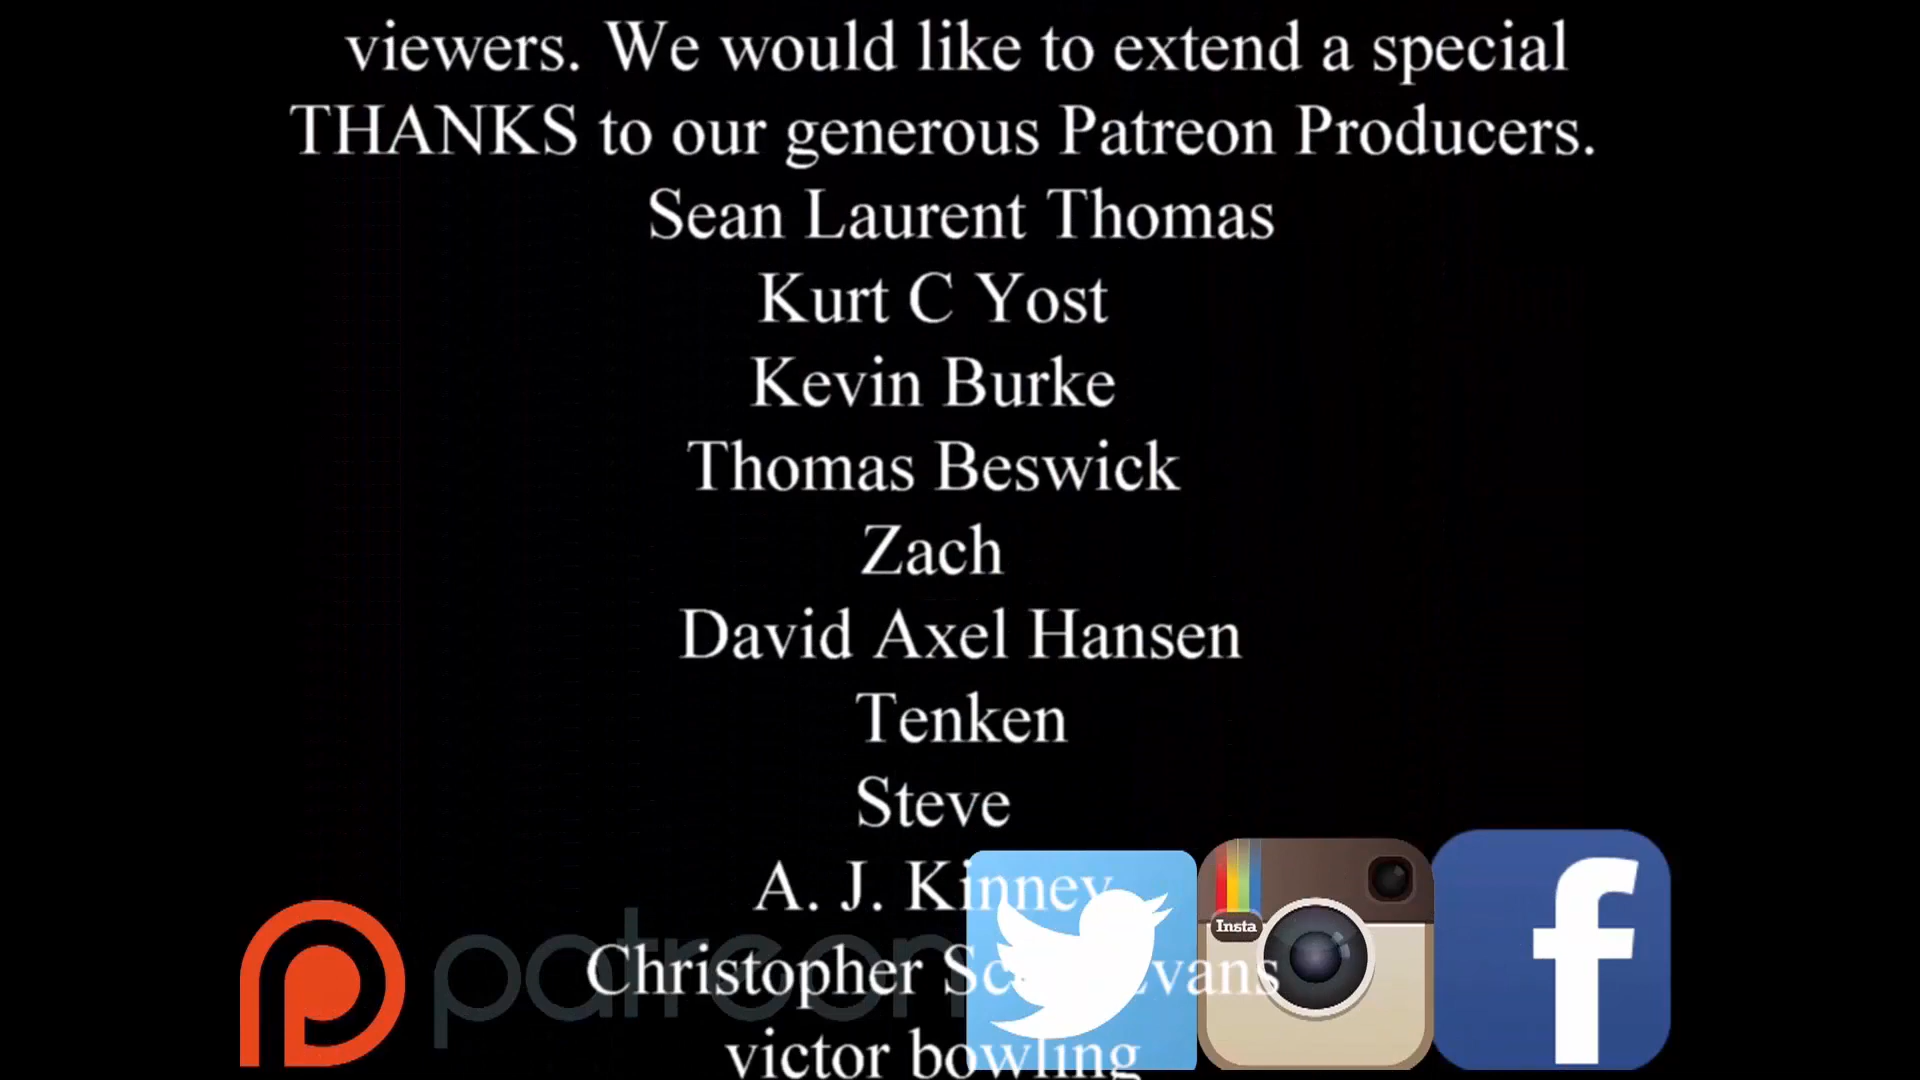 viewers. We would like to extend a special
THANKS to our generous Patreon Producers.
Sean Laurent Thomas
Kurt C Yost
Kevin Burke
Thomas Beswick
Zach
David Axel Hansen
Tenken
Steve
A. J. Kinney
Christopher Evans
victor bowling
patreon
Insta